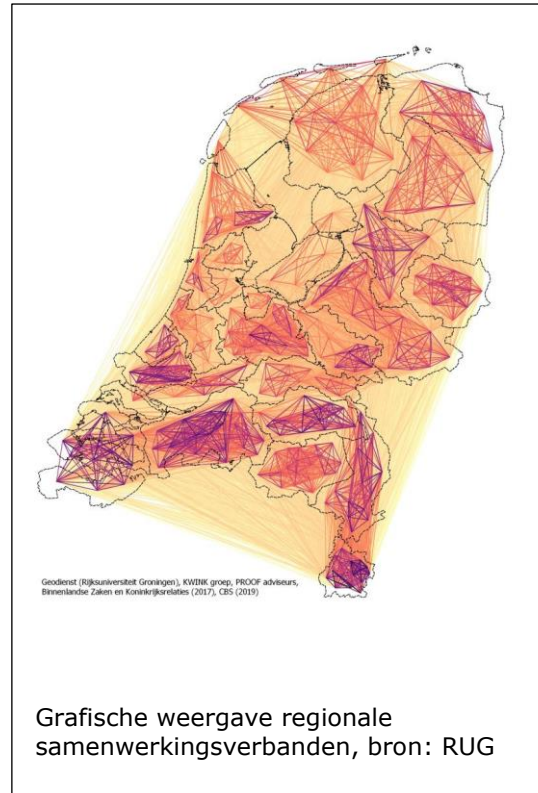 Geodienst (Rijksuniversiteit Groningen), KWINK groep, PROOF adviseurs,
Binnenlandse Zaken en Koninkrijksrelaties (2017), CBS (2019)
Grafische weergave regionale
samenwerkingsverbanden, bron: RUG